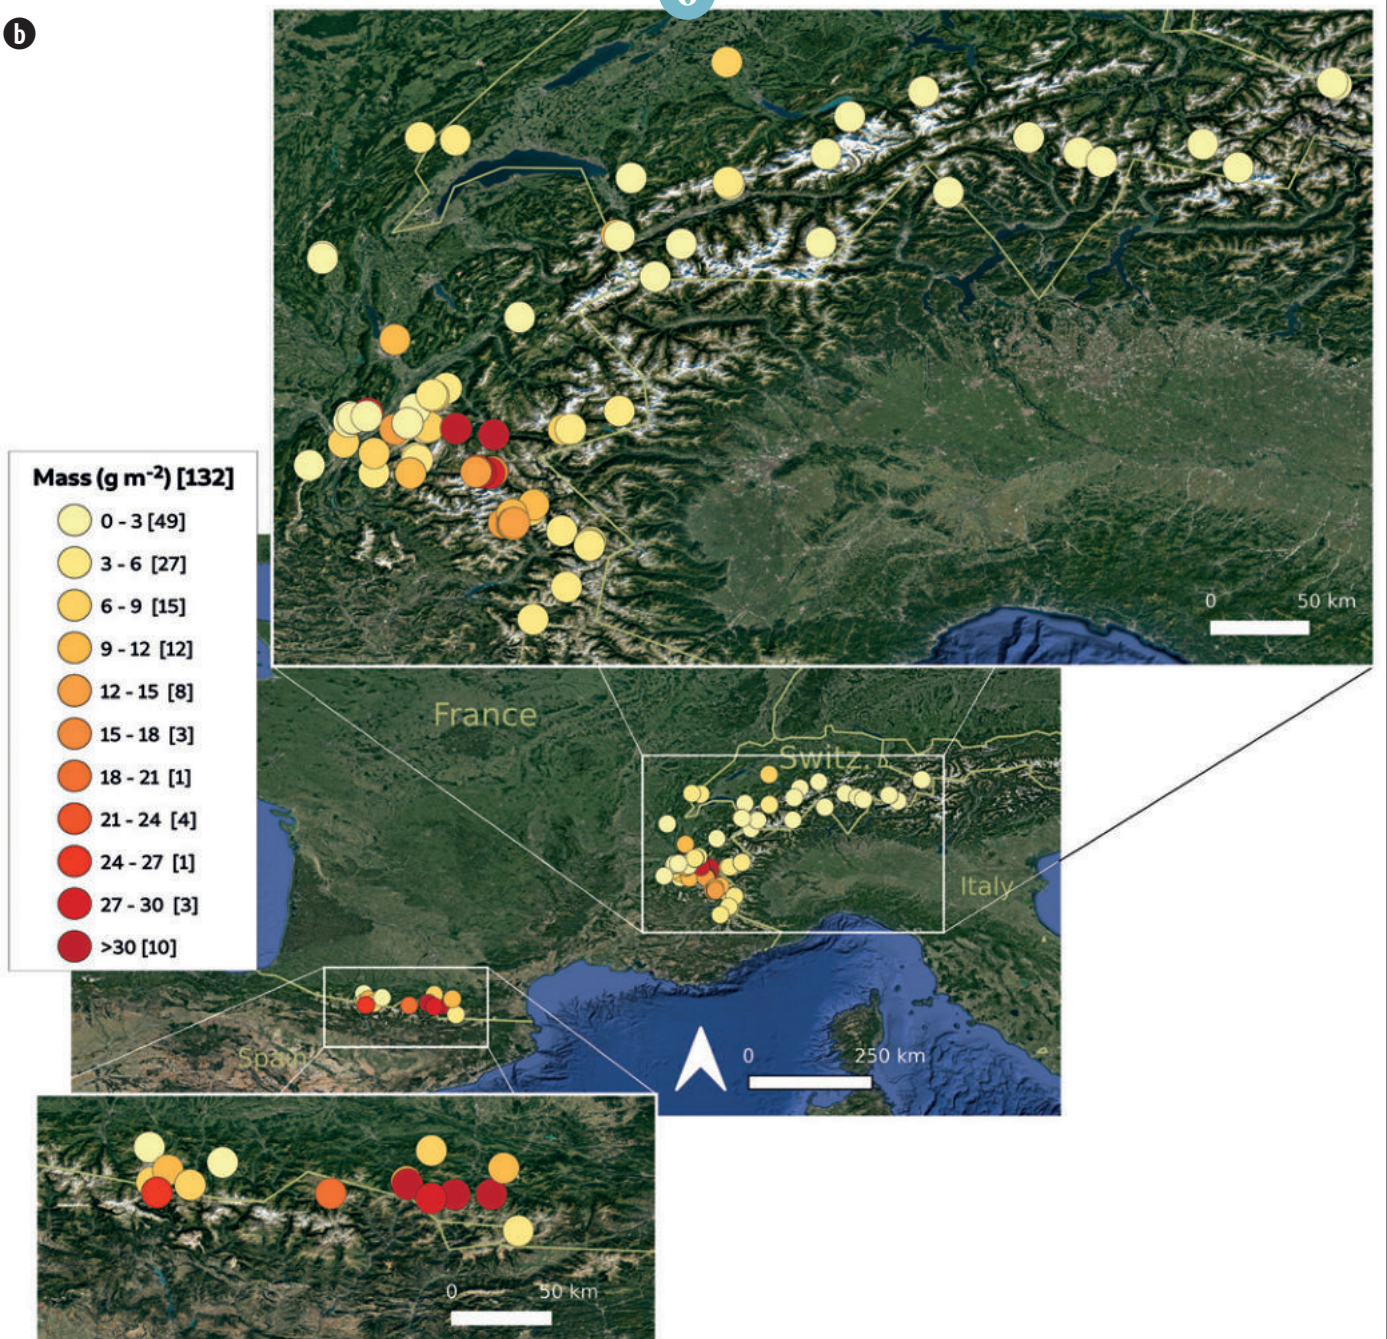 b
0 50 km
Mass (g m⁻²) [132]
0 - 3 [49]
3 - 6 [27]
6 - 9 [15]
9 - 12 [12]
12 - 15 [8]
15 - 18 [3]
18 - 21 [1]
21 - 24 [4]
24 - 27 [1]
27 - 30 [3]
>30 [10]
France
Switz.
Italy
Spain
0 250 km
0 50 km